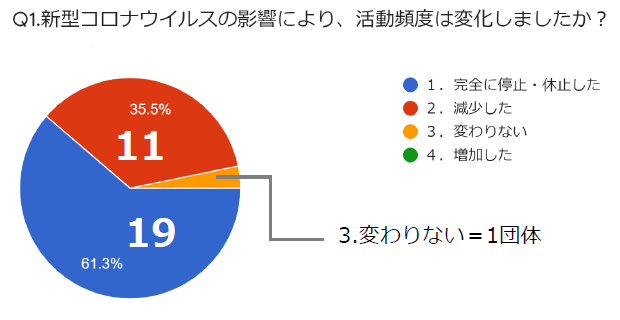 Q1.新型コロナウイルスの影響により、活動頻度は変化しましたか？
35.5%
11
19
61.3%
１．完全に停止・休止した
２．減少した
３．変わりない
４．増加した
3.変わりない＝1団体